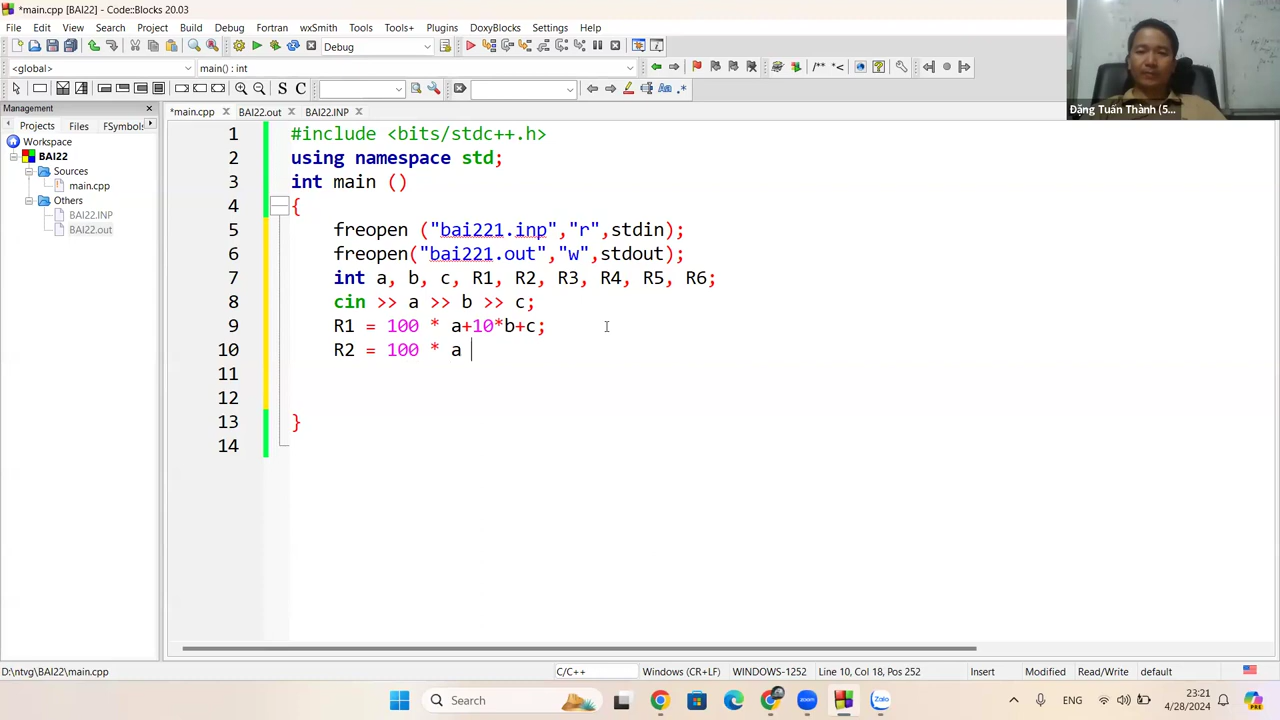 *main.cpp [BAI22] - Code::Blocks 20.03
File Edit View Search Project Build Debug Fortran wxSmith Tools Tools+ Plugins DoxyBlocks Settings Help
Debug
<global> main() : int
/** *<
S C Aa .*
Management
Projects Files FSymbols
*main.cpp BAI22.out BAI22.INP
Workspace
BAI22
Sources
main.cpp
Others
BAI22.INP
BAI22.out
1 #include <bits/stdc++.h>
2 using namespace std;
3 int main ()
4 {
5 freopen ("bai221.inp","r",stdin);
6 freopen("bai221.out","w",stdout);
7 int a, b, c, R1, R2, R3, R4, R5, R6;
8 cin >> a >> b >> c;
9 R1 = 100 * a+10*b+c;
10 R2 = 100 * a
11
12
13 }
14
Đặng Tuấn Thành (5...
D:\ntvg\BAI22\main.cpp C/C++ Windows (CR+LF) WINDOWS-1252 Line 10, Col 18, Pos 252 Insert Modified Read/Write default
Search zoom Zalo ENG 23:21
4/28/2024